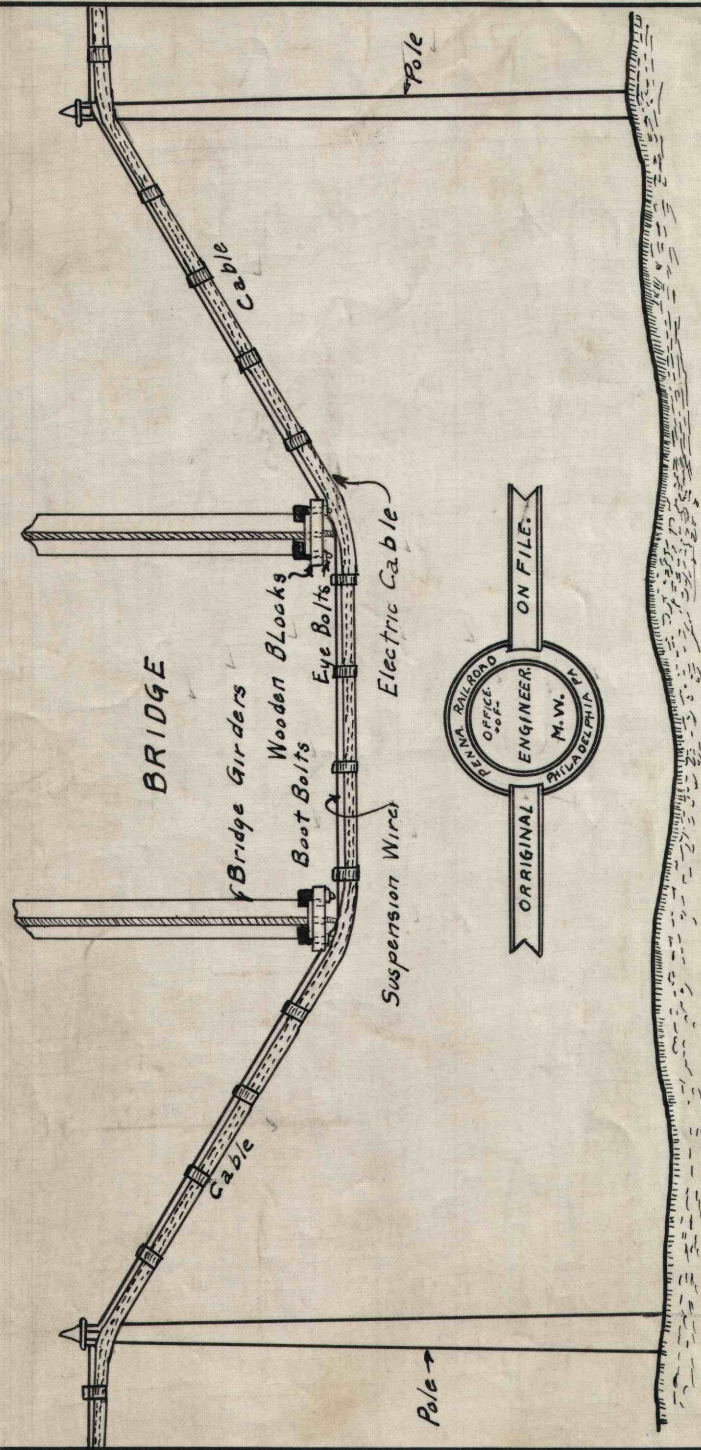 BRIDGE
Bridge Girders
Wooden BLocks
Boot Bolts
Eye Bolts
Cable
Cable
Pole
Pole
Suspension Wire
Electric Cable
ORRIGINAL
ON FILE.
PENNA RAILROAD
OFFICE
-OF-
ENGINEER.
M.W.
PHILADELPHIA PA